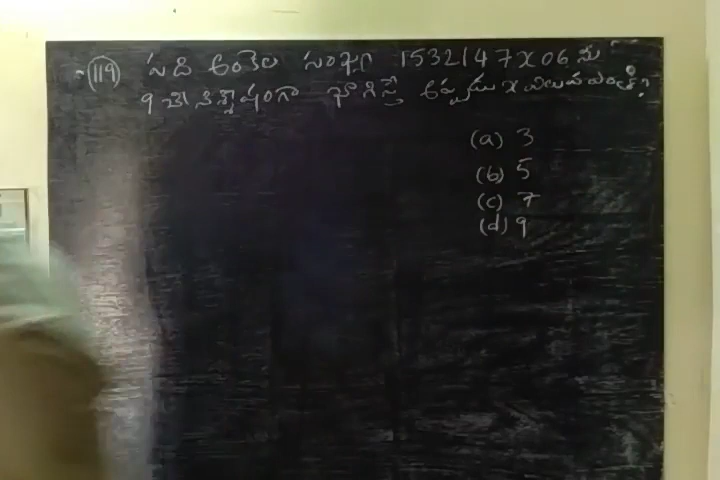 (119) పది అంకెల సంఖ్యా 1532147X06 ను
9 చే నిశ్శేషంగా భాగిస్తే అప్పుడు x విలువ ఎంత?
(a) 3
(b) 5
(c) 7
(d) 9